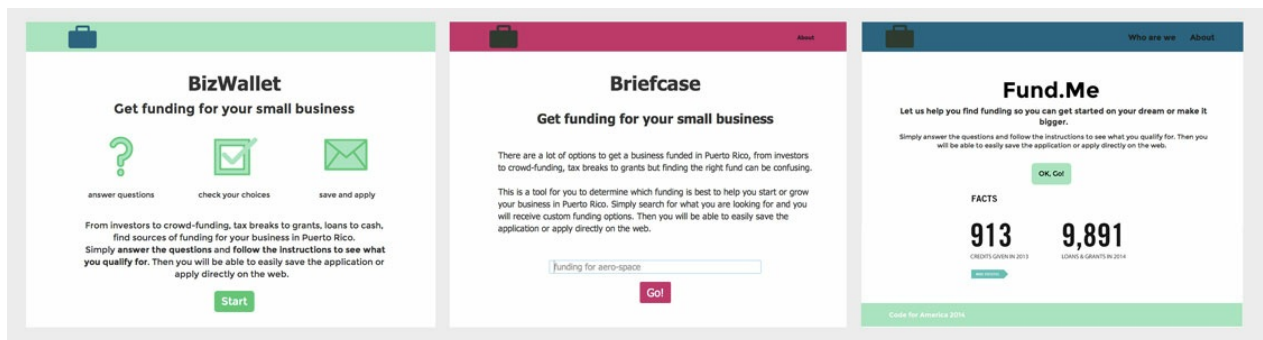 BizWallet
Get funding for your small business
answer questions
check your choices
save and apply
From investors to crowd-funding, tax breaks to grants, loans to cash,
find sources of funding for your business in Puerto Rico.
Simply answer the questions and follow the instructions to see what
you qualify for. Then you will be able to easily save the application or
apply directly on the web.
Start
About
Briefcase
Get funding for your small business
There are a lot of options to get a business funded in Puerto Rico, from investors
to crowd-funding, tax breaks to grants but finding the right fund can be confusing.
This is a tool for you to determine which funding is best to help you start or grow
your business in Puerto Rico. Simply search for what you are looking for and you
will receive custom funding options. Then you will be able to easily save the
application or apply directly on the web.
funding for aero-space
Go!
Who are we About
Fund.Me
Let us help you find funding so you can get started on your dream or make it
bigger.
Simply answer the questions and follow the instructions to see what you qualify for. Then you
will be able to easily save the application or apply directly on the web.
OK, Go!
FACTS
913 9,891
CREDITS GIVEN IN 2013 LOANS & GRANTS IN 2014
Code for America 2014